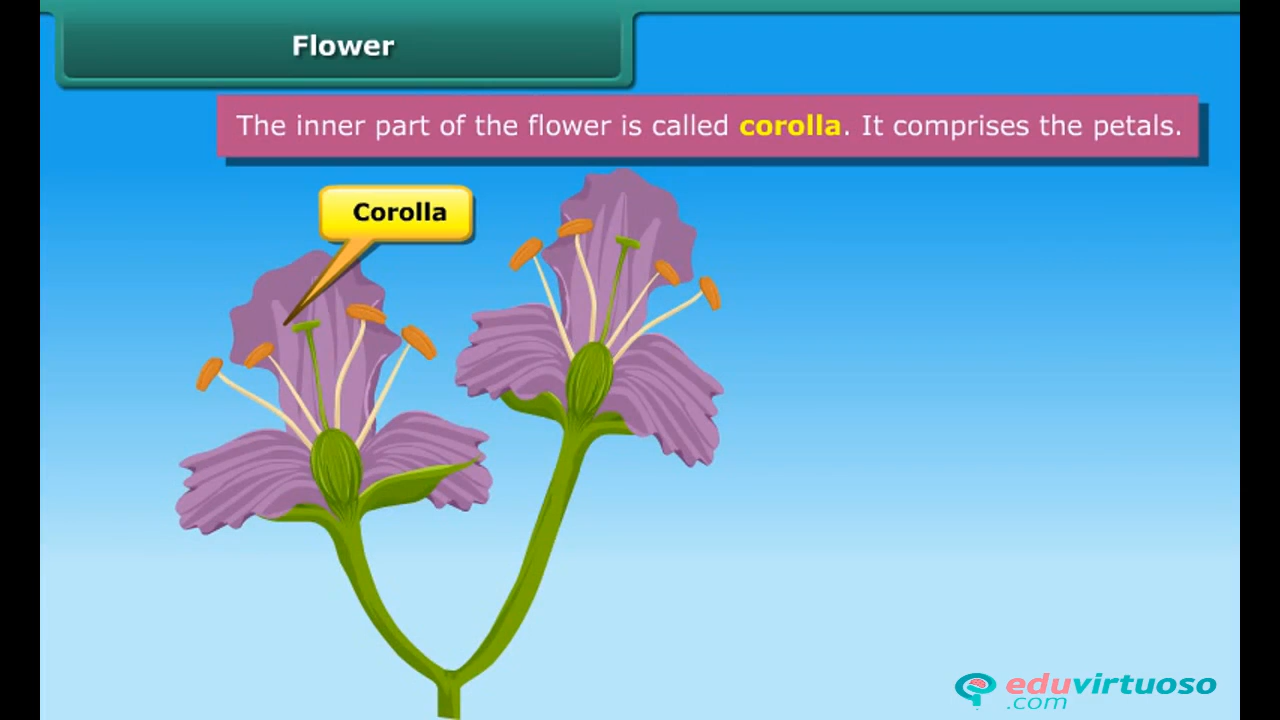 Flower
The inner part of the flower is called corolla. It comprises the petals.
Corolla
eduvirtuoso
.com